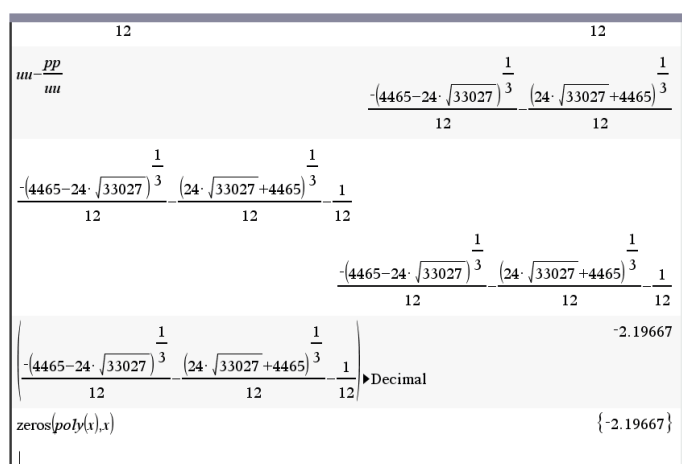 12 12
uu-pp/uu
-(4465-24·√33027)^(1/3)/12-(24·√33027+4465)^(1/3)/12
-(4465-24·√33027)^(1/3)/12-(24·√33027+4465)^(1/3)/12-1/12
-(4465-24·√33027)^(1/3)/12-(24·√33027+4465)^(1/3)/12-1/12
(-(4465-24·√33027)^(1/3)/12-(24·√33027+4465)^(1/3)/12-1/12)▸Decimal -2.19667
zeros(poly(x),x) {-2.19667}